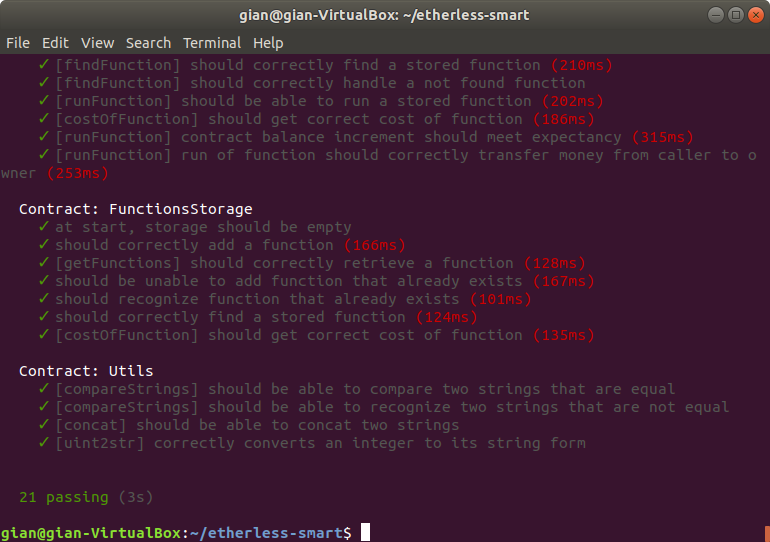 gian@gian-VirtualBox: ~/etherless-smart
File Edit View Search Terminal Help
✓ [findFunction] should correctly find a stored function (210ms)
✓ [findFunction] should correctly handle a not found function
✓ [runFunction] should be able to run a stored function (202ms)
✓ [costOfFunction] should get correct cost of function (186ms)
✓ [runFunction] contract balance increment should meet expectancy (315ms)
✓ [runFunction] run of function should correctly transfer money from caller to o
wner (253ms)
Contract: FunctionsStorage
✓ at start, storage should be empty
✓ should correctly add a function (166ms)
✓ [getFunctions] should correctly retrieve a function (128ms)
✓ should be unable to add function that already exists (167ms)
✓ should recognize function that already exists (101ms)
✓ should correctly find a stored function (124ms)
✓ [costOfFunction] should get correct cost of function (135ms)
Contract: Utils
✓ [compareStrings] should be able to compare two strings that are equal
✓ [compareStrings] should be able to recognize two strings that are not equal
✓ [concat] should be able to concat two strings
✓ [uint2str] correctly converts an integer to its string form
21 passing (3s)
gian@gian-VirtualBox:~/etherless-smart$